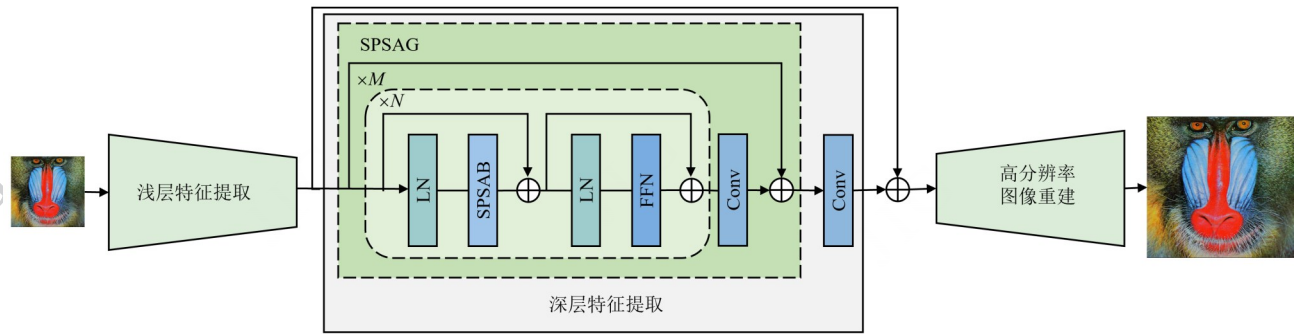 SPSAG
×M
×N
浅层特征提取
LN
SPSAB
LN
FFN
Conv
Conv
高分辨率
图像重建
深层特征提取